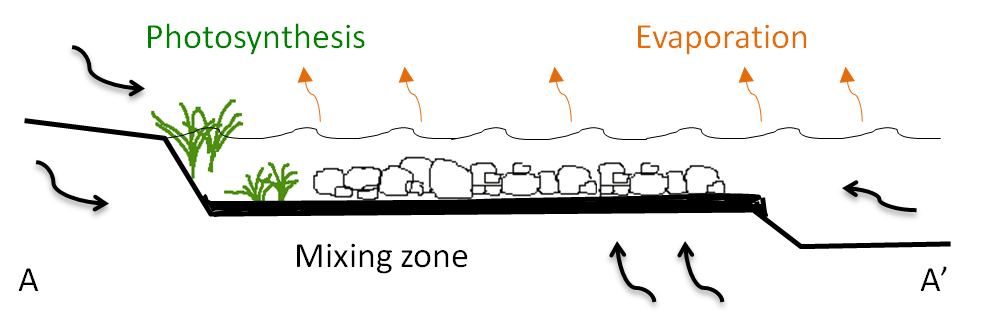 Photosynthesis
Evaporation
Mixing zone
A
A’